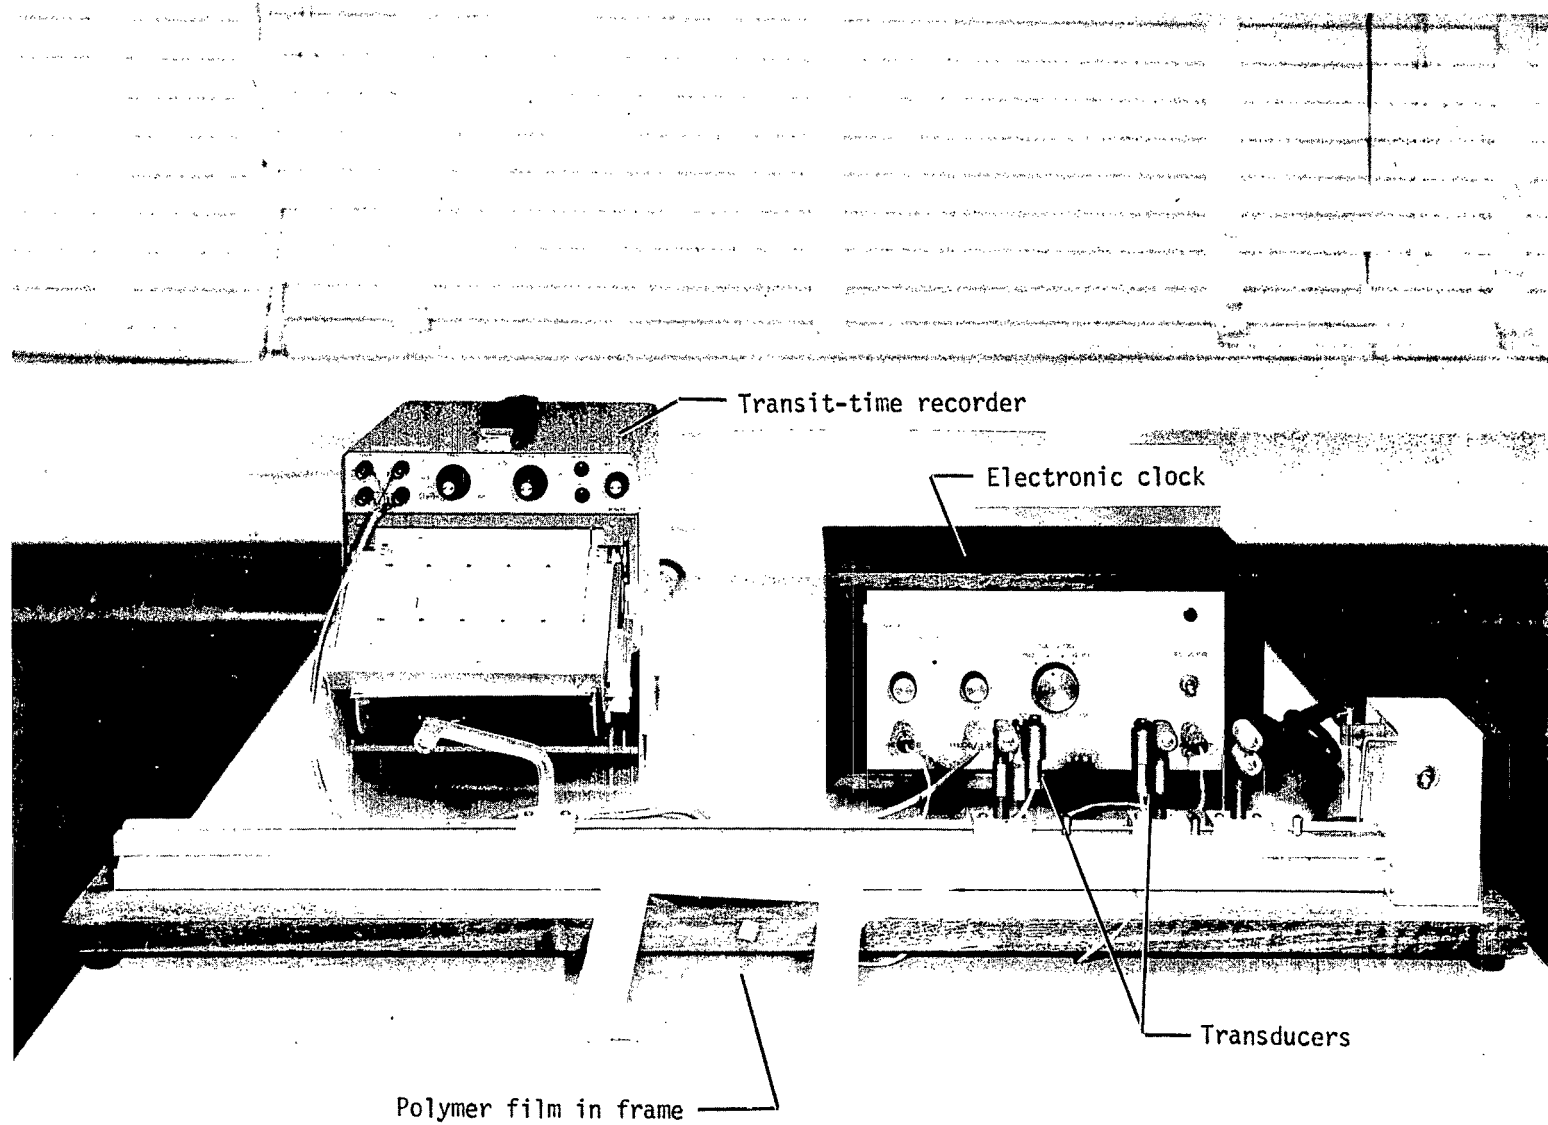 Transit-time recorder
Electronic clock
Transducers
Polymer film in frame